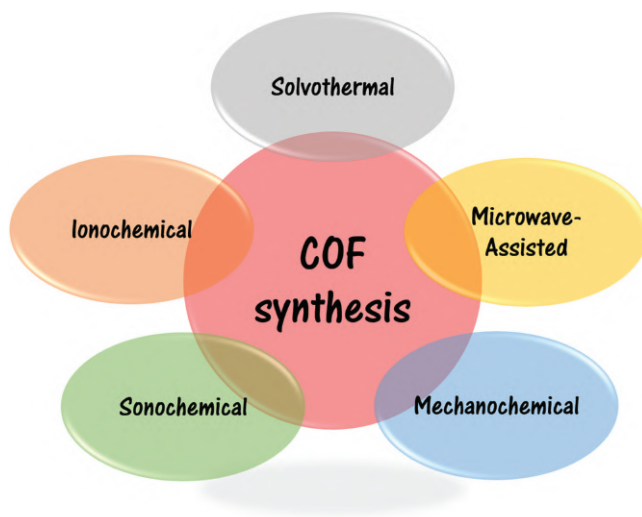 Solvothermal
Ionochemical
Microwave-
Assisted
COF
synthesis
Sonochemical
Mechanochemical